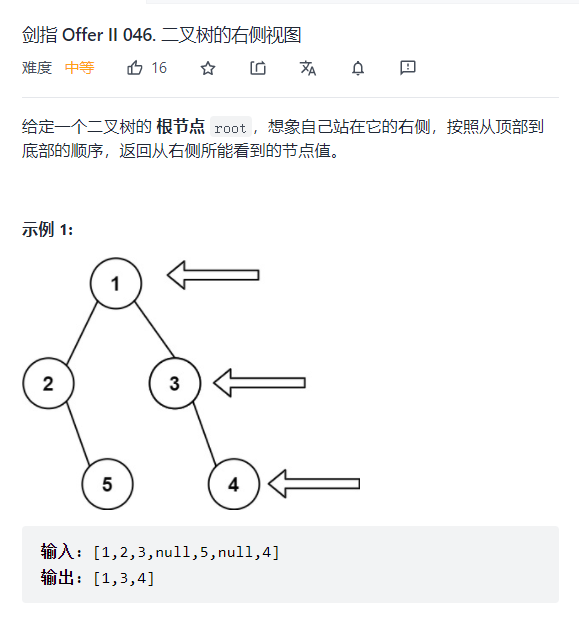 剑指 Offer II 046. 二叉树的右侧视图
难度 中等 16
给定一个二叉树的 根节点 root，想象自己站在它的右侧，按照从顶部到
底部的顺序，返回从右侧所能看到的节点值。
示例 1:
1
2 3
5 4
输入：[1,2,3,null,5,null,4]
输出：[1,3,4]